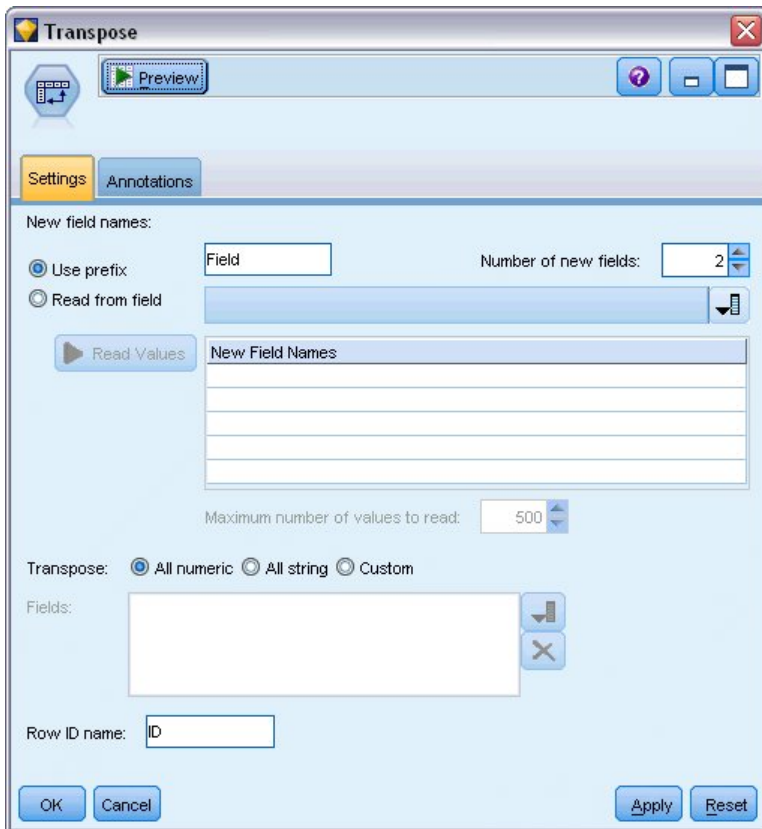 Transpose
Preview
Settings
Annotations
New field names:
Use prefix
Field
Number of new fields:
2
Read from field
Read Values
New Field Names
Maximum number of values to read:
500
Transpose:
All numeric
All string
Custom
Fields:
Row ID name:
ID
OK
Cancel
Apply
Reset